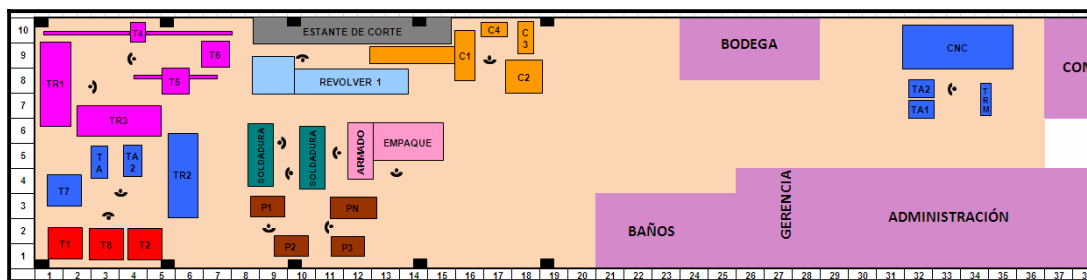 10
9
8
7
6
5
4
3
2
1
T4
TR1
T6
T5
TR3
TA
TA2
TR2
T7
T1
T8
T2
ESTANTE DE CORTE
REVOLVER 1
C1
C4
C3
C2
SOLDADURA
SOLDADURA
ARMADO
EMPAQUE
P1
PN
P2
P3
BODEGA
CNC
TA2
TA1
TRM
CON
BAÑOS
GERENCIA
ADMINISTRACIÓN
1 2 3 4 5 6 7 8 9 10 11 12 13 14 15 16 17 18 19 20 21 22 23 24 25 26 27 28 29 30 31 32 33 34 35 36 37